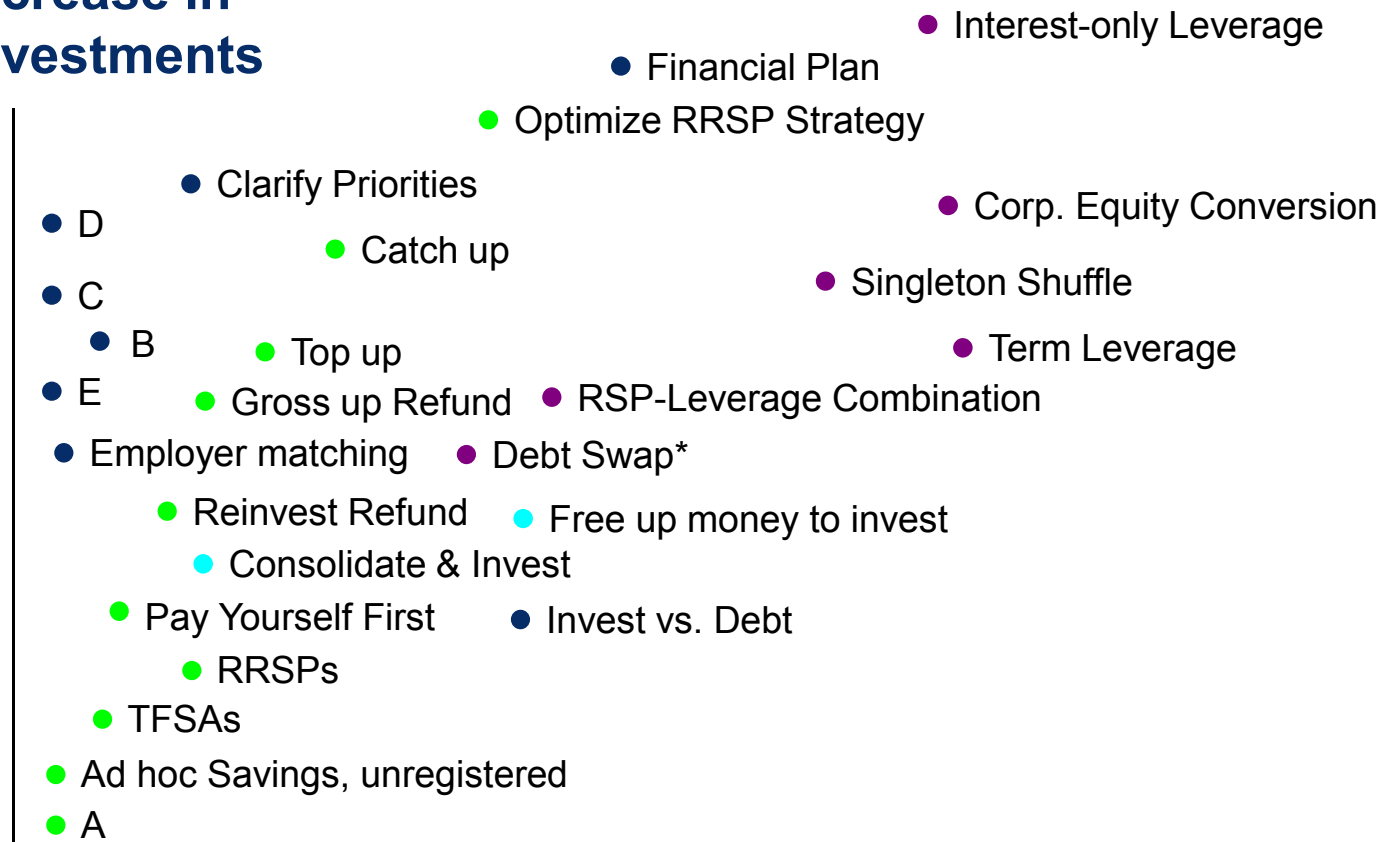 crease in
vestments
Interest-only Leverage
Financial Plan
Optimize RRSP Strategy
Clarify Priorities
Corp. Equity Conversion
D
Catch up
Singleton Shuffle
C
B
Top up
Term Leverage
E
Gross up Refund
RSP-Leverage Combination
Employer matching
Debt Swap*
Reinvest Refund
Free up money to invest
Consolidate & Invest
Pay Yourself First
Invest vs. Debt
RRSPs
TFSAs
Ad hoc Savings, unregistered
A